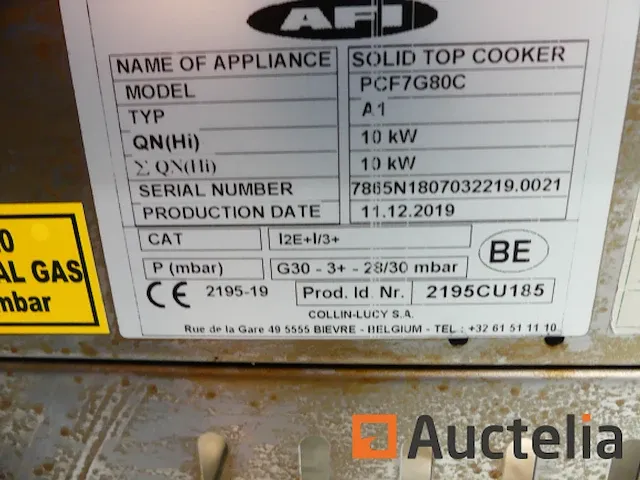 AFI
NAME OF APPLIANCE SOLID TOP COOKER
MODEL PCF7G80C
TYP A1
QN(Hi) 10 kW
Σ QN(Hi) 10 kW
SERIAL NUMBER 7865N1807032219.0021
PRODUCTION DATE 11.12.2019
CAT I2E+I/3+
BE
P (mbar) G30 - 3+ - 28/30 mbar
CE 2195-19 Prod. Id. Nr. 2195CU185
COLLIN-LUCY S.A.
Rue de la Gare 49 5555 BIEVRE - BELGIUM - TEL : +32 61 51 11 10
GAS
mbar
Auctelia